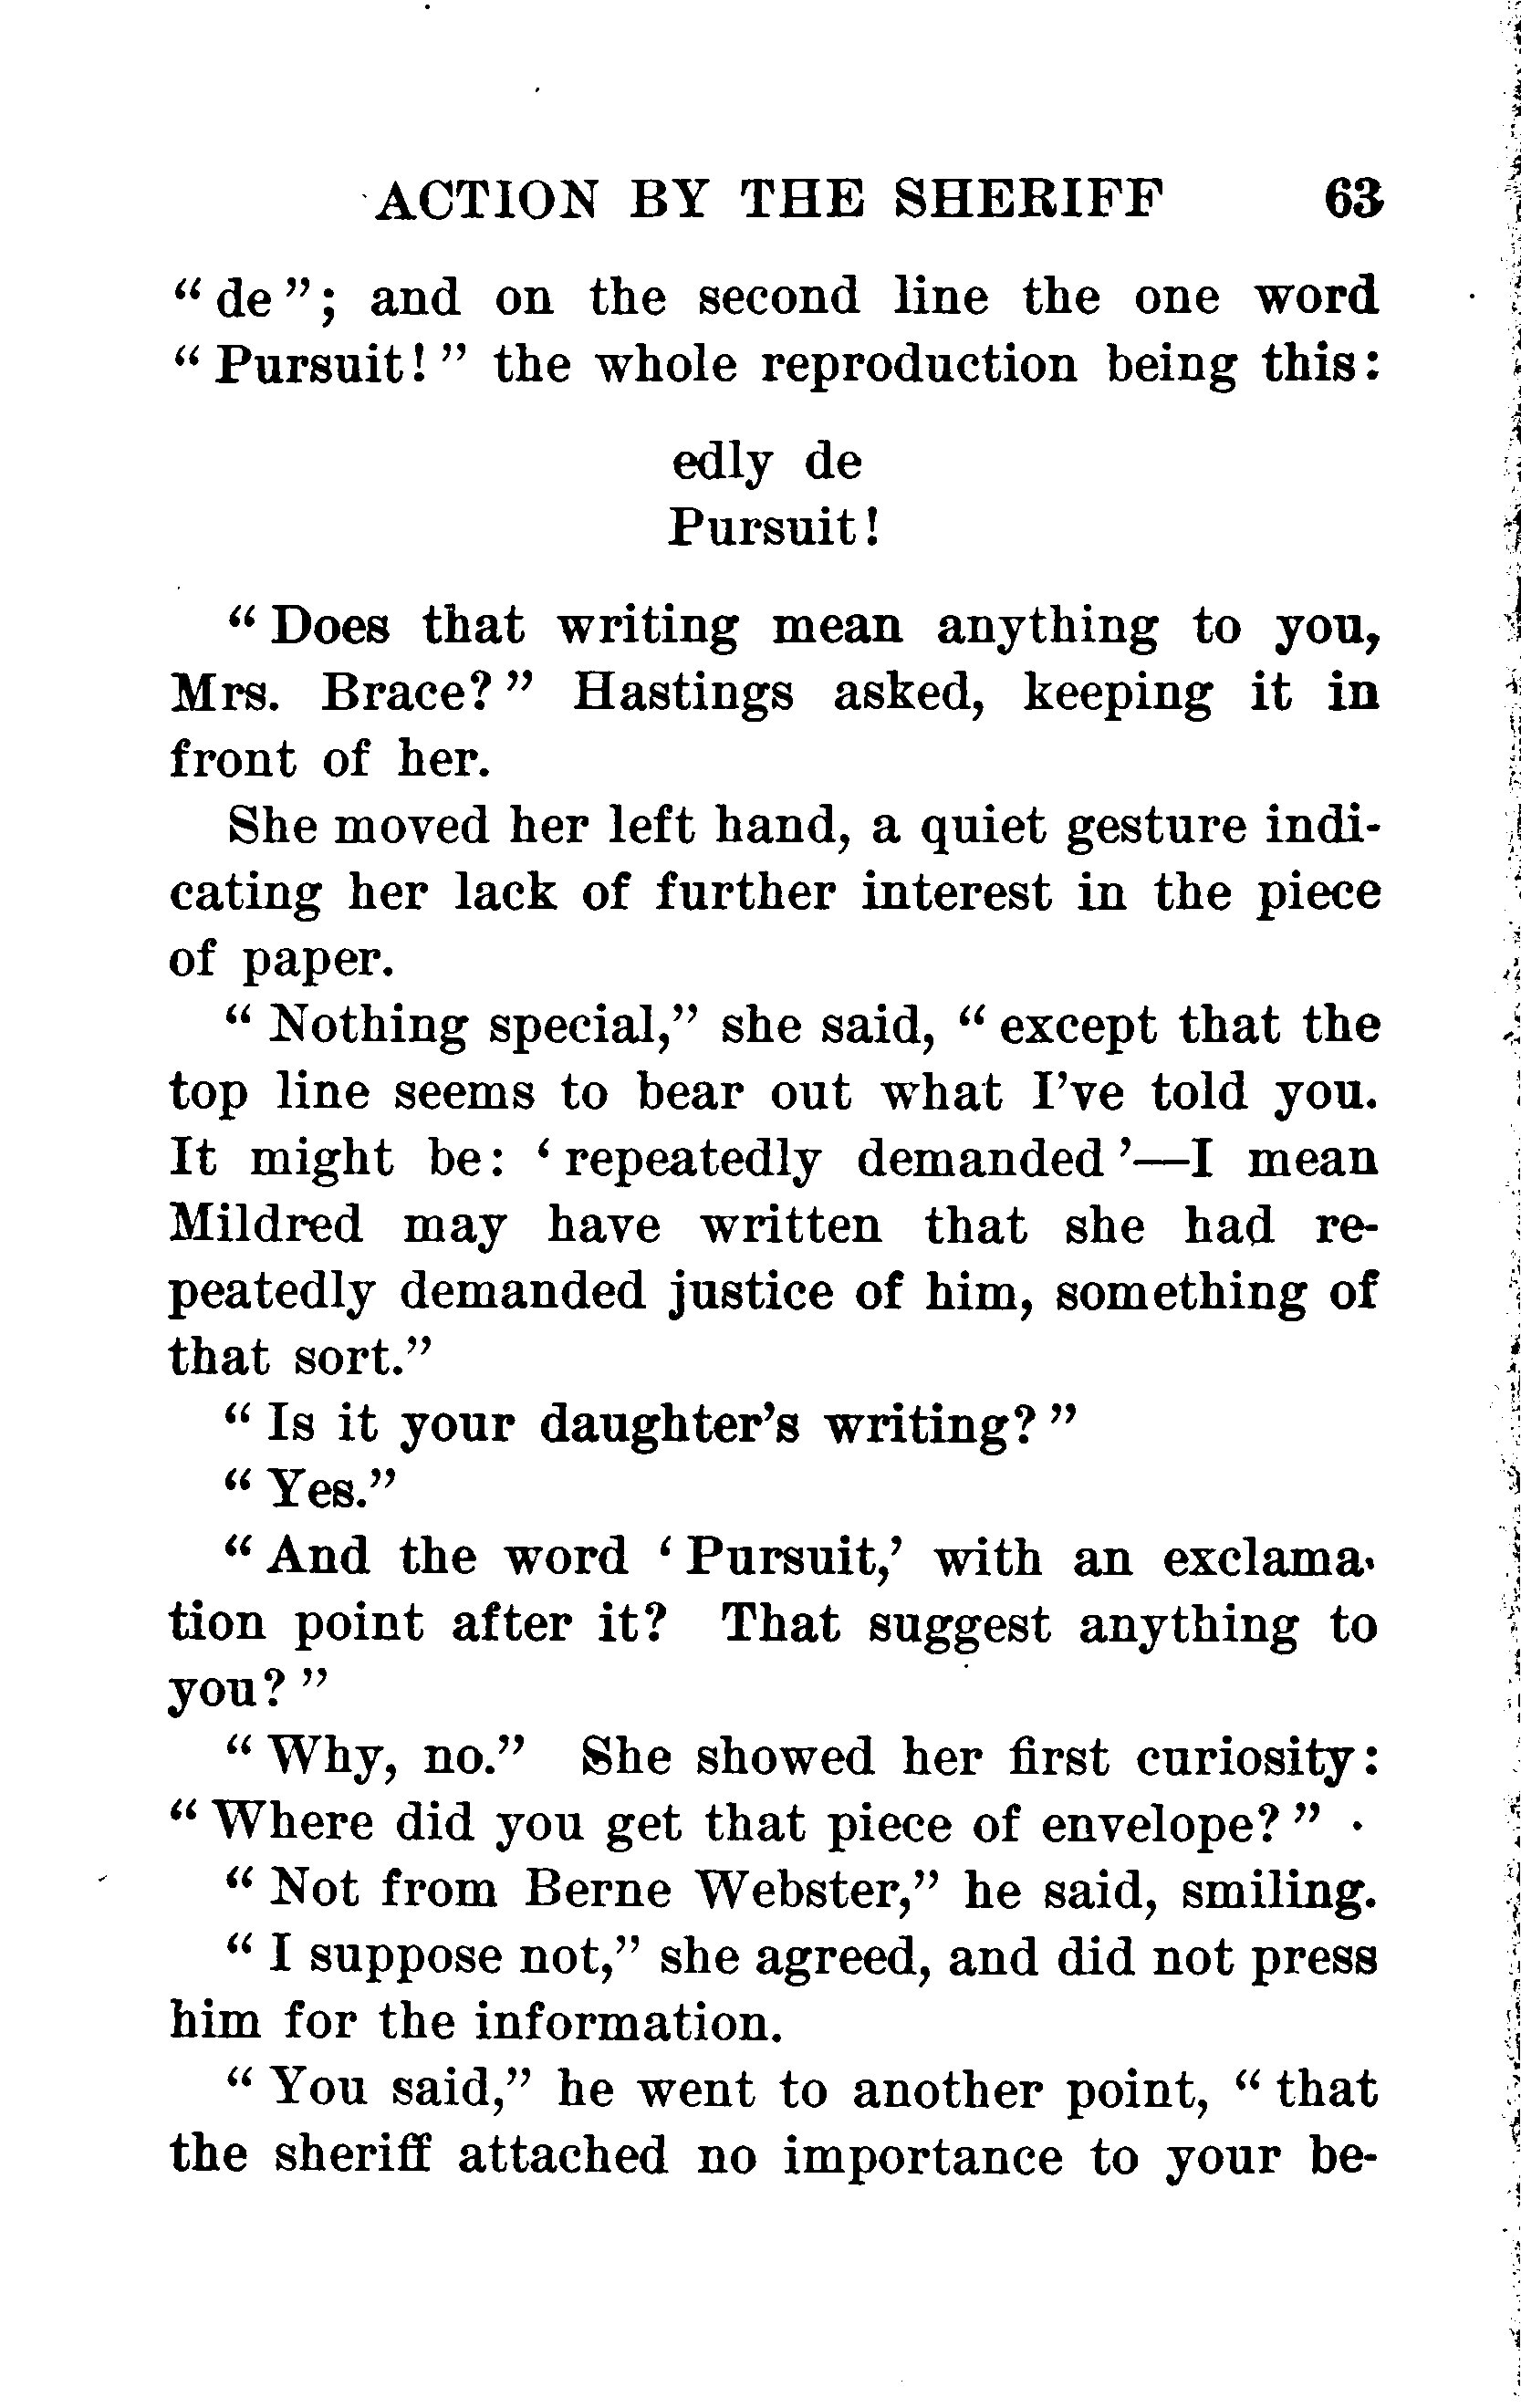 ACTION BY THE SHERIFF 63
“de”; and on the second line the one word
“Pursuit!” the whole reproduction being this:
edly de
Pursuit!
“Does that writing mean anything to you,
Mrs. Brace?” Hastings asked, keeping it in
front of her.
She moved her left hand, a quiet gesture indi-
cating her lack of further interest in the piece
of paper.
“Nothing special,” she said, “except that the
top line seems to bear out what I’ve told you.
It might be: ‘repeatedly demanded’—I mean
Mildred may have written that she had re-
peatedly demanded justice of him, something of
that sort.”
“Is it your daughter’s writing?”
“Yes.”
“And the word ‘Pursuit,’ with an exclama-
tion point after it? That suggest anything to
you?”
“Why, no.” She showed her first curiosity:
“Where did you get that piece of envelope?”
“Not from Berne Webster,” he said, smiling.
“I suppose not,” she agreed, and did not press
him for the information.
“You said,” he went to another point, “that
the sheriff attached no importance to your be-